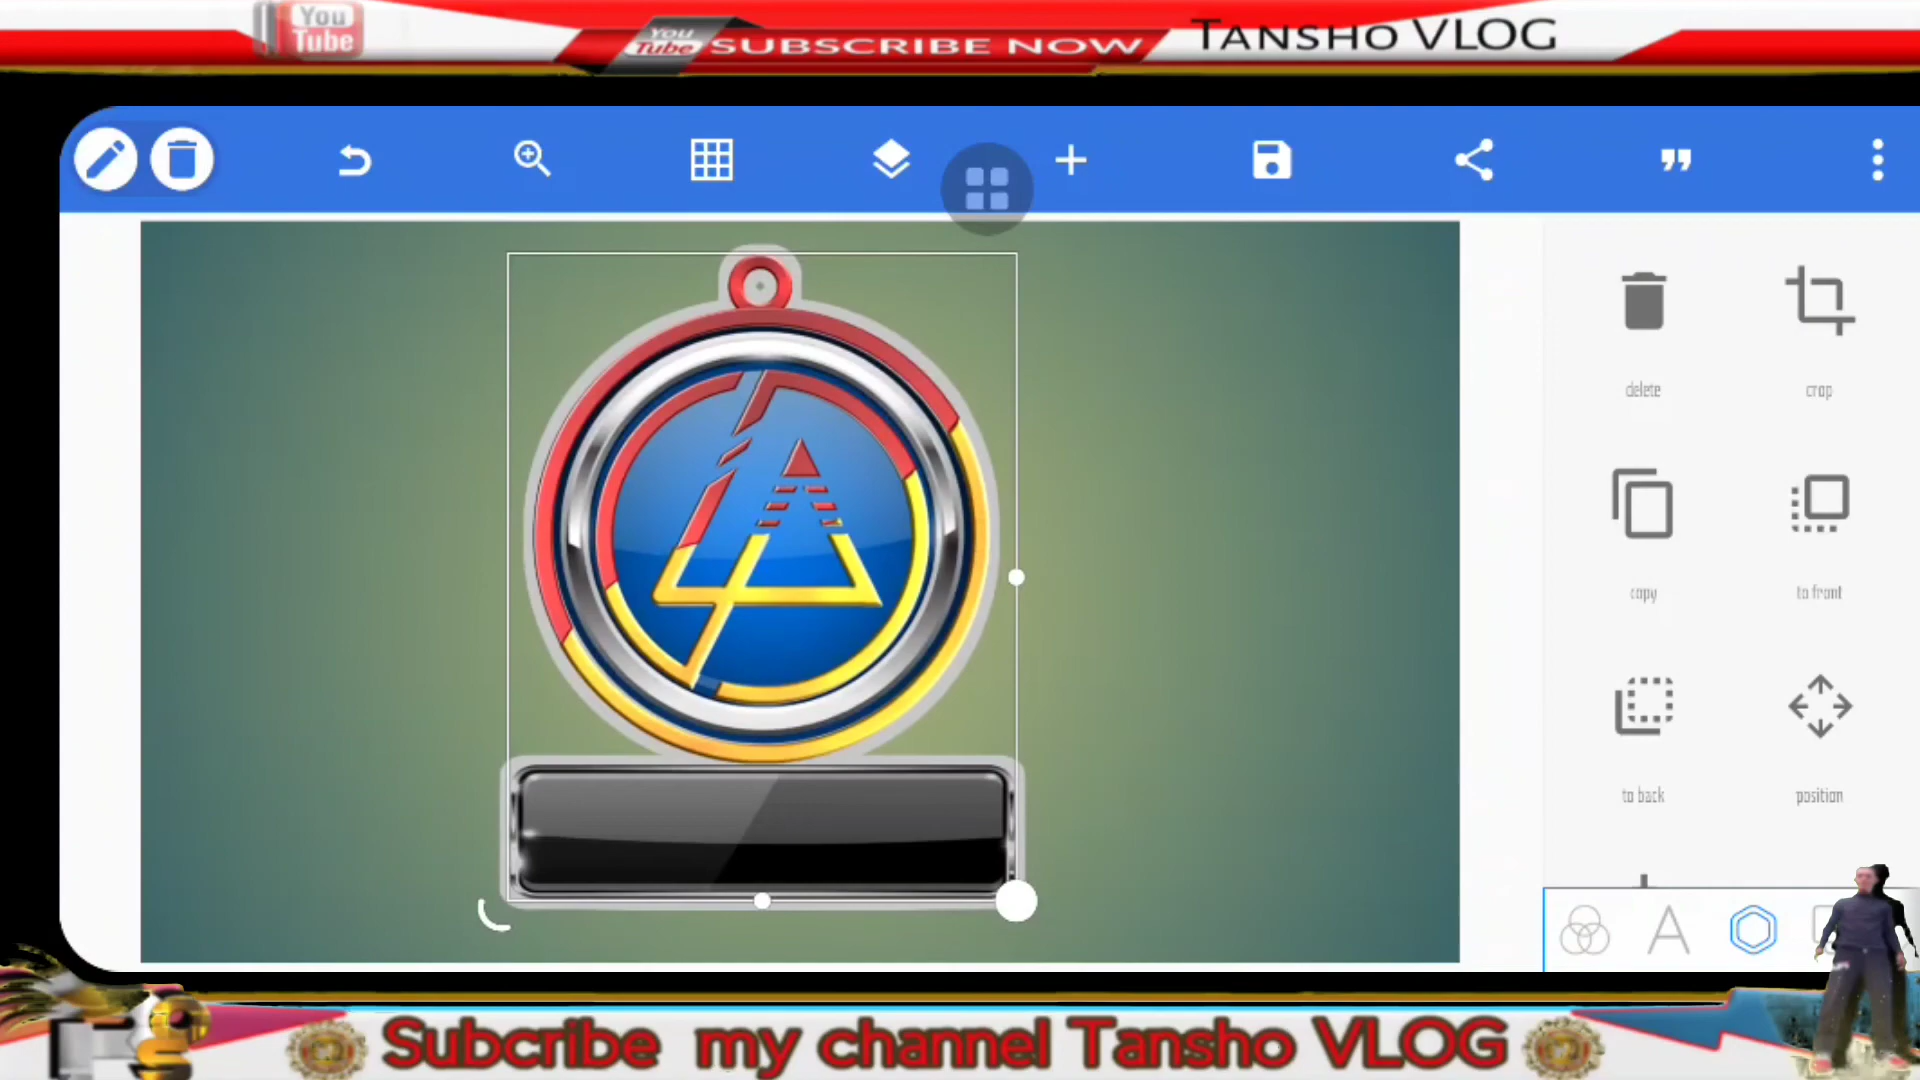 You
Tube
You
Tube SUBSCRIBE NOW
TANSHO VLOG
delete
crop
copy
to front
to back
position
Subcribe my channel Tansho VLOG